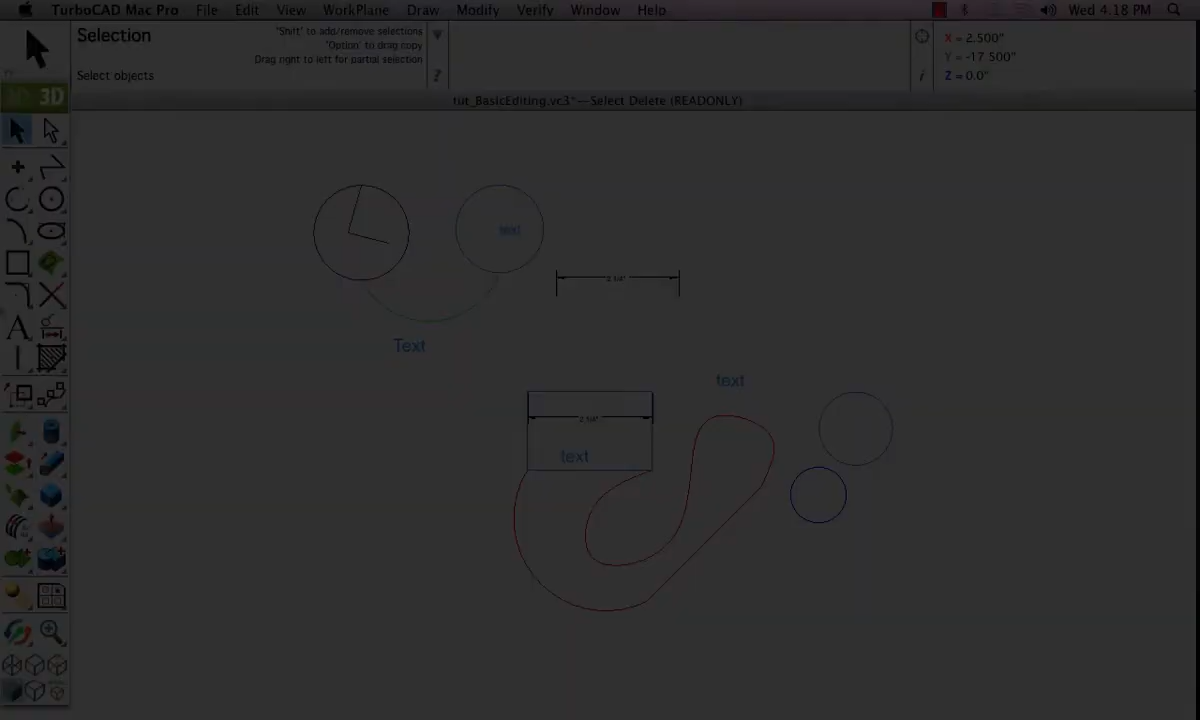 TurboCAD Mac Pro File Edit View WorkPlane Draw Modify Verify Window Help Wed 4.18 PM
Selection
'Shift' to add/remove selections
'Option' to drag copy
Drag right to left for partial selection
Select objects
?
i
X = 2.500"
Y = -17.500"
Z = 0.0"
3D
tut_BasicEditing.vc3*—Select Delete (READONLY)
text
Text
text
text
A